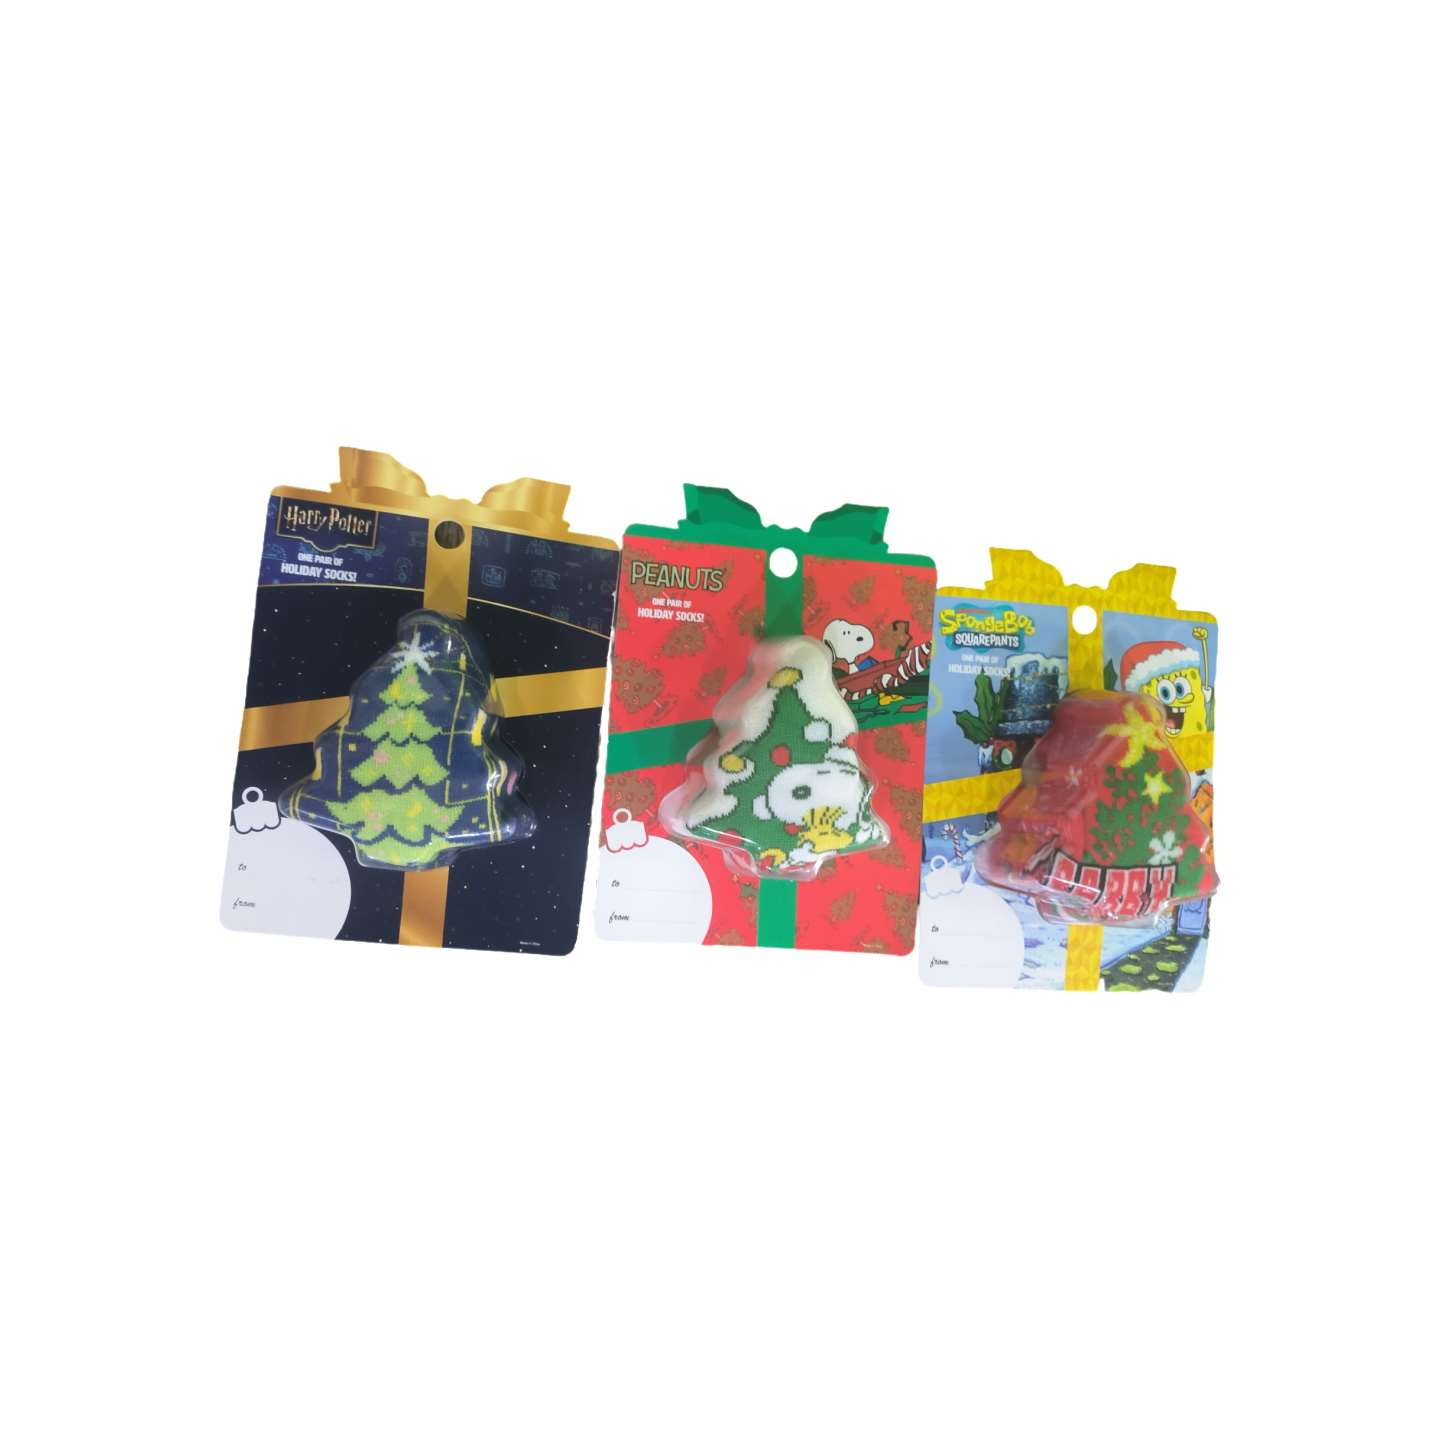 Harry Potter
ONE PAIR OF
HOLIDAY SOCKS!
to
from
PEANUTS
ONE PAIR OF
HOLIDAY SOCKS!
to
from
SpongeBob
SQUAREPANTS
ONE PAIR OF
HOLIDAY SOCKS!
to
from